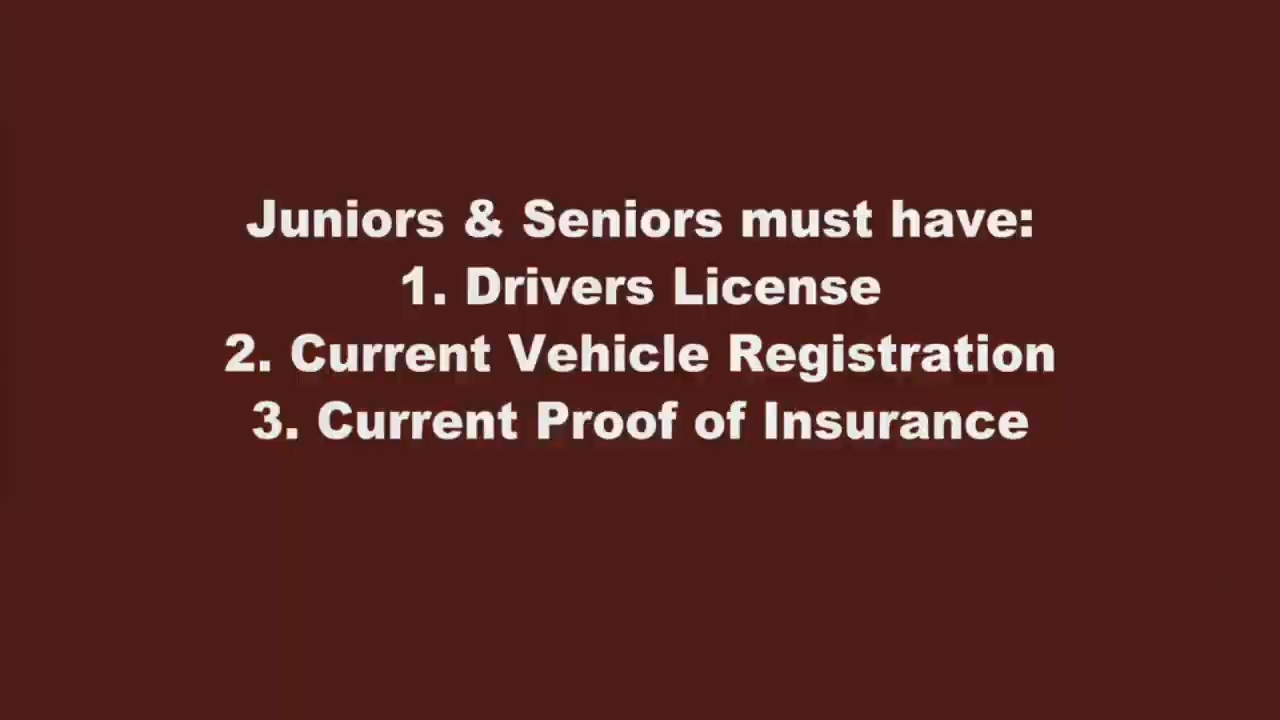 Juniors & Seniors must have:
1. Drivers License
2. Current Vehicle Registration
3. Current Proof of Insurance